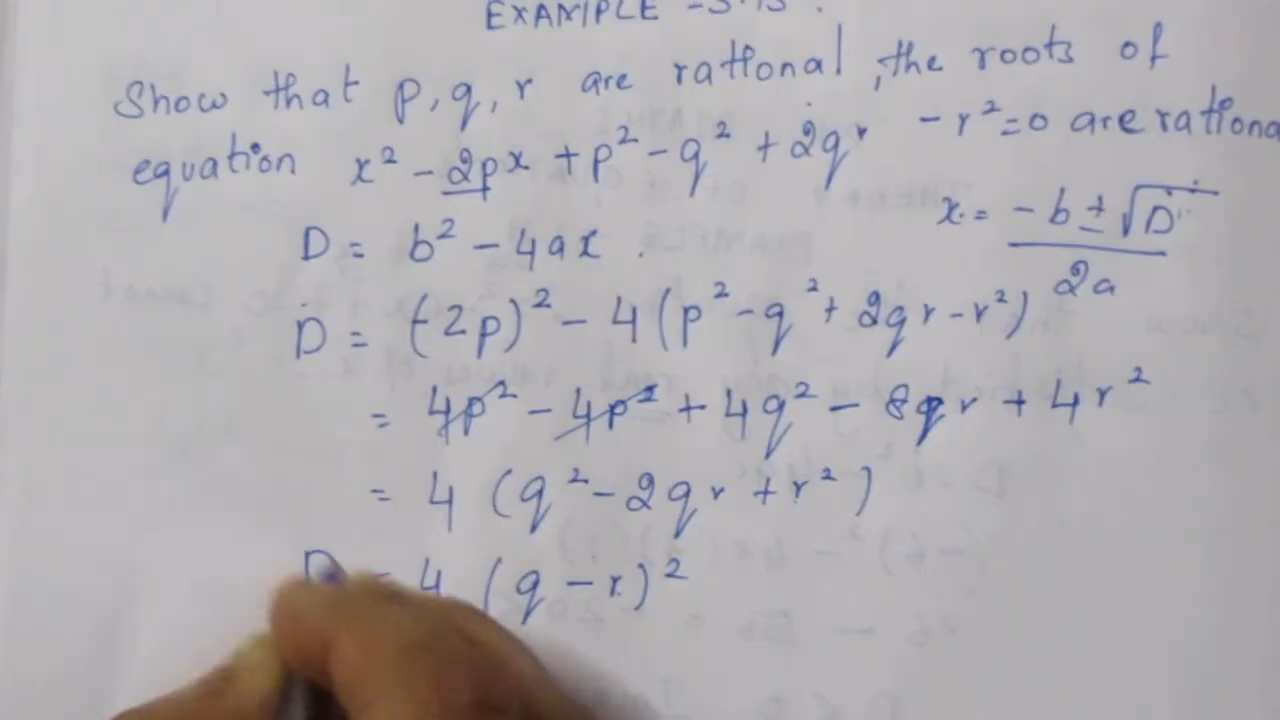 EXAMPLE
Show that p, q, r are rational, the roots of
equation x² - 2px + p² - q² + 2qr - r² = 0 are rationa
D = b² - 4ac
x = -b ± √D / 2a
D = (-2p)² - 4(p² - q² + 2qr - r²)
= 4p² - 4p² + 4q² - 8qr + 4r²
= 4 (q² - 2qr + r²)
D = 4 (q - r)²